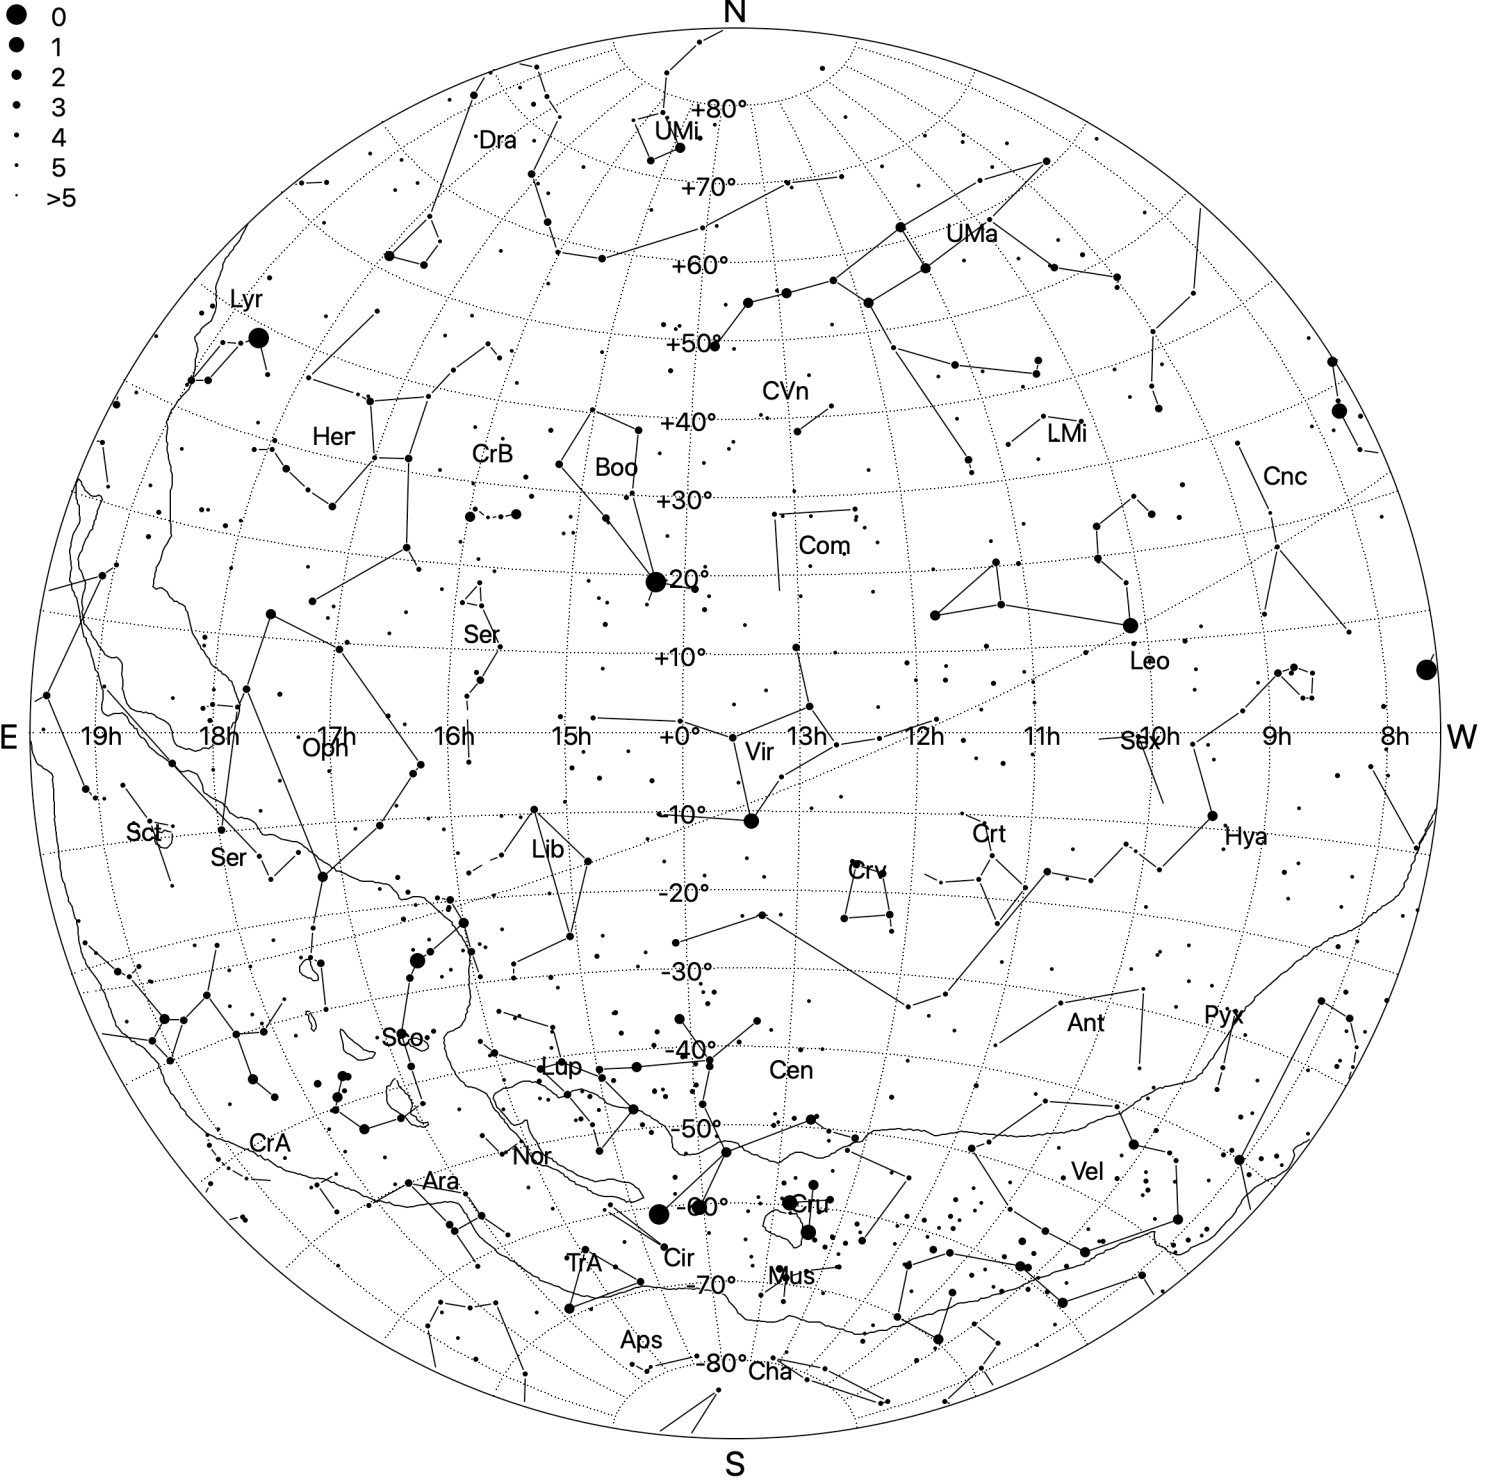 N
0
1
2
3
4
5
>5
+80°
UMi
Dra
+70°
UMa
+60°
Lyr
+50°
CVn
+40°
LMi
Her
CrB
Boo
Cnc
+30°
Com
+20°
Ser
+10°
Leo
E
19h
18h
17h
16h
15h
+0°
13h
12h
11h
10h
9h
8h
W
Oph
Vir
Sex
-10°
Sct
Ser
Lib
Crt
Hya
Crv
-20°
-30°
Sco
Ant
Pyx
-40°
Lup
Cen
-50°
CrA
Nor
Ara
Vel
-60°
Cru
TrA
Cir
Mus
-70°
Aps
-80°
Cha
S